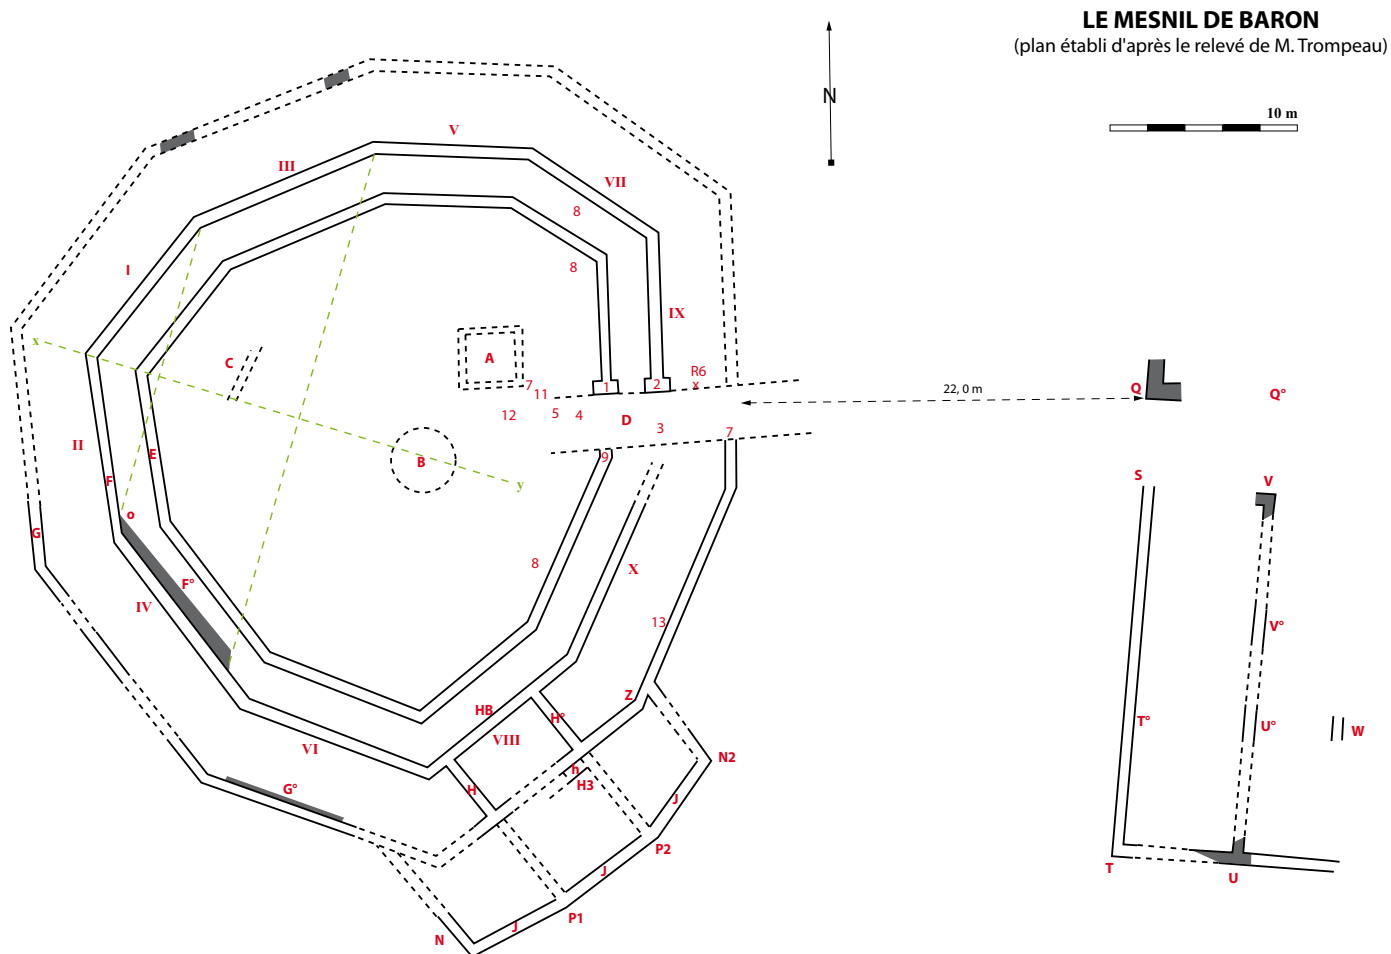 LE MESNIL DE BARON
(plan établi d'après le relevé de M. Trompeau)
N
10 m
V
III
VII
8
I
8
IX
x
C
A
R6
x
7
11
1
2
22, 0 m
Q
Q°
12
5
4
D
3
7
II
E
B
9
F
y
S
V
o
G
8
F°
X
IV
13
V°
Z
HB
H°
T°
U°
W
VIII
VI
N2
h
H3
G°
H
J
P2
J
T
U
P1
J
N